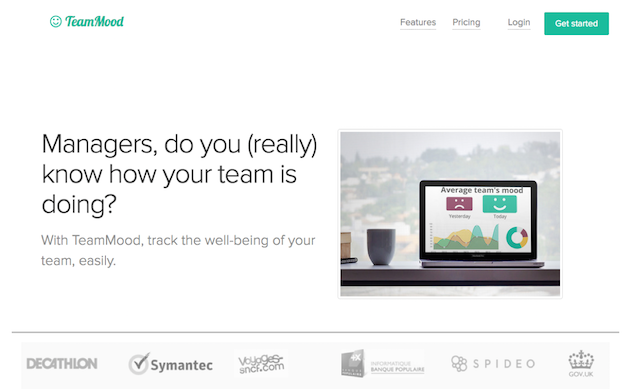 TeamMood
Features
Pricing
Login
Get started
Managers, do you (really)
know how your team is
doing?
With TeamMood, track the well-being of your
team, easily.
Average team's mood
Yesterday
Today
DECATHLON
Symantec
Voyages-
sncf.com
INFORMATIQUE
BANQUE POPULAIRE
SPIDEO
GOV.UK